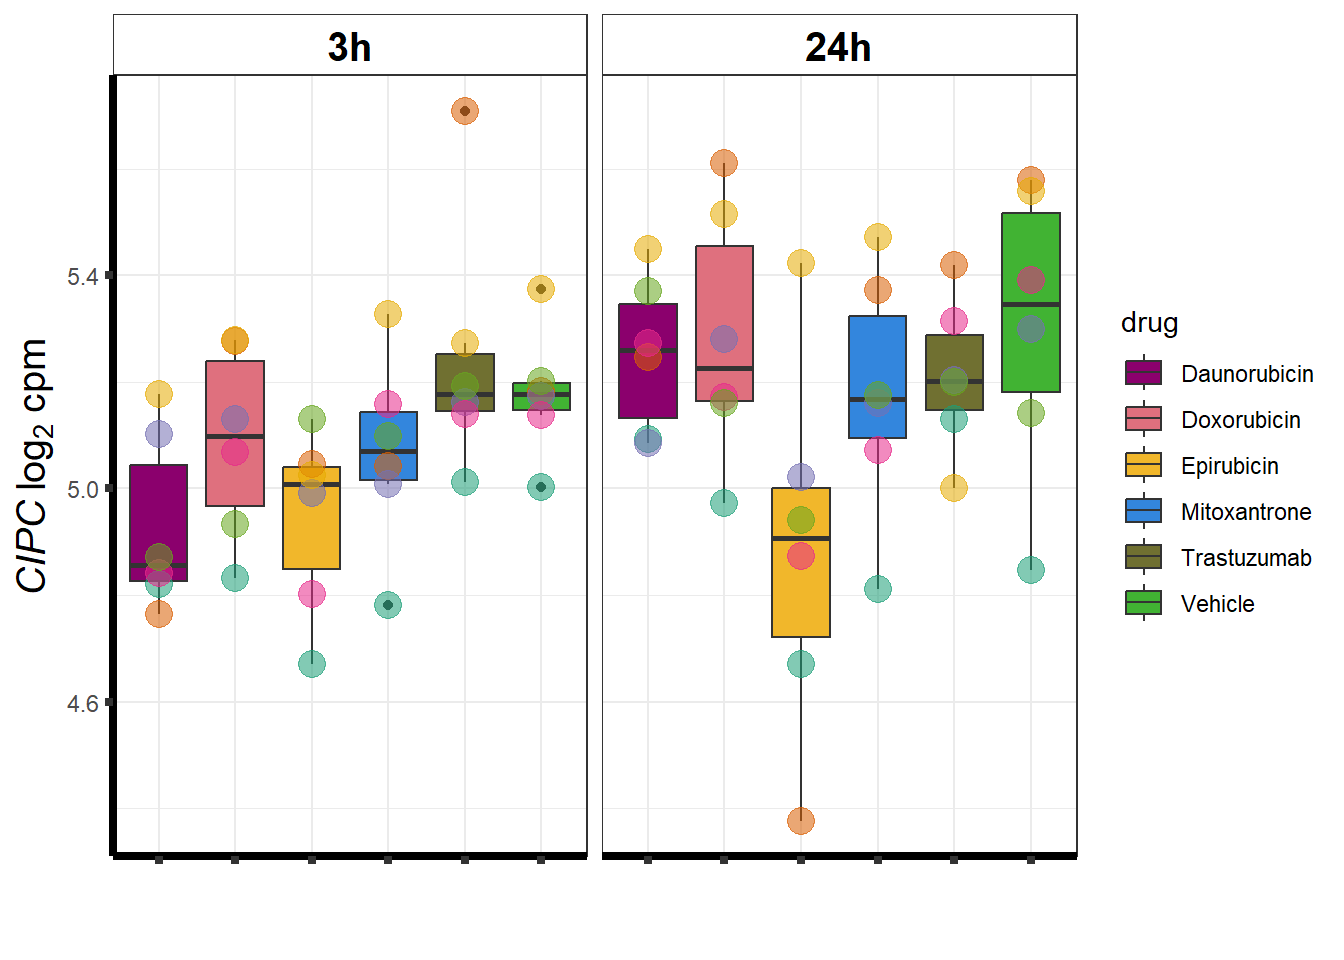 3h
24h
5.4
5.0
4.6
CIPC log2 cpm
drug
Daunorubicin
Doxorubicin
Epirubicin
Mitoxantrone
Trastuzumab
Vehicle